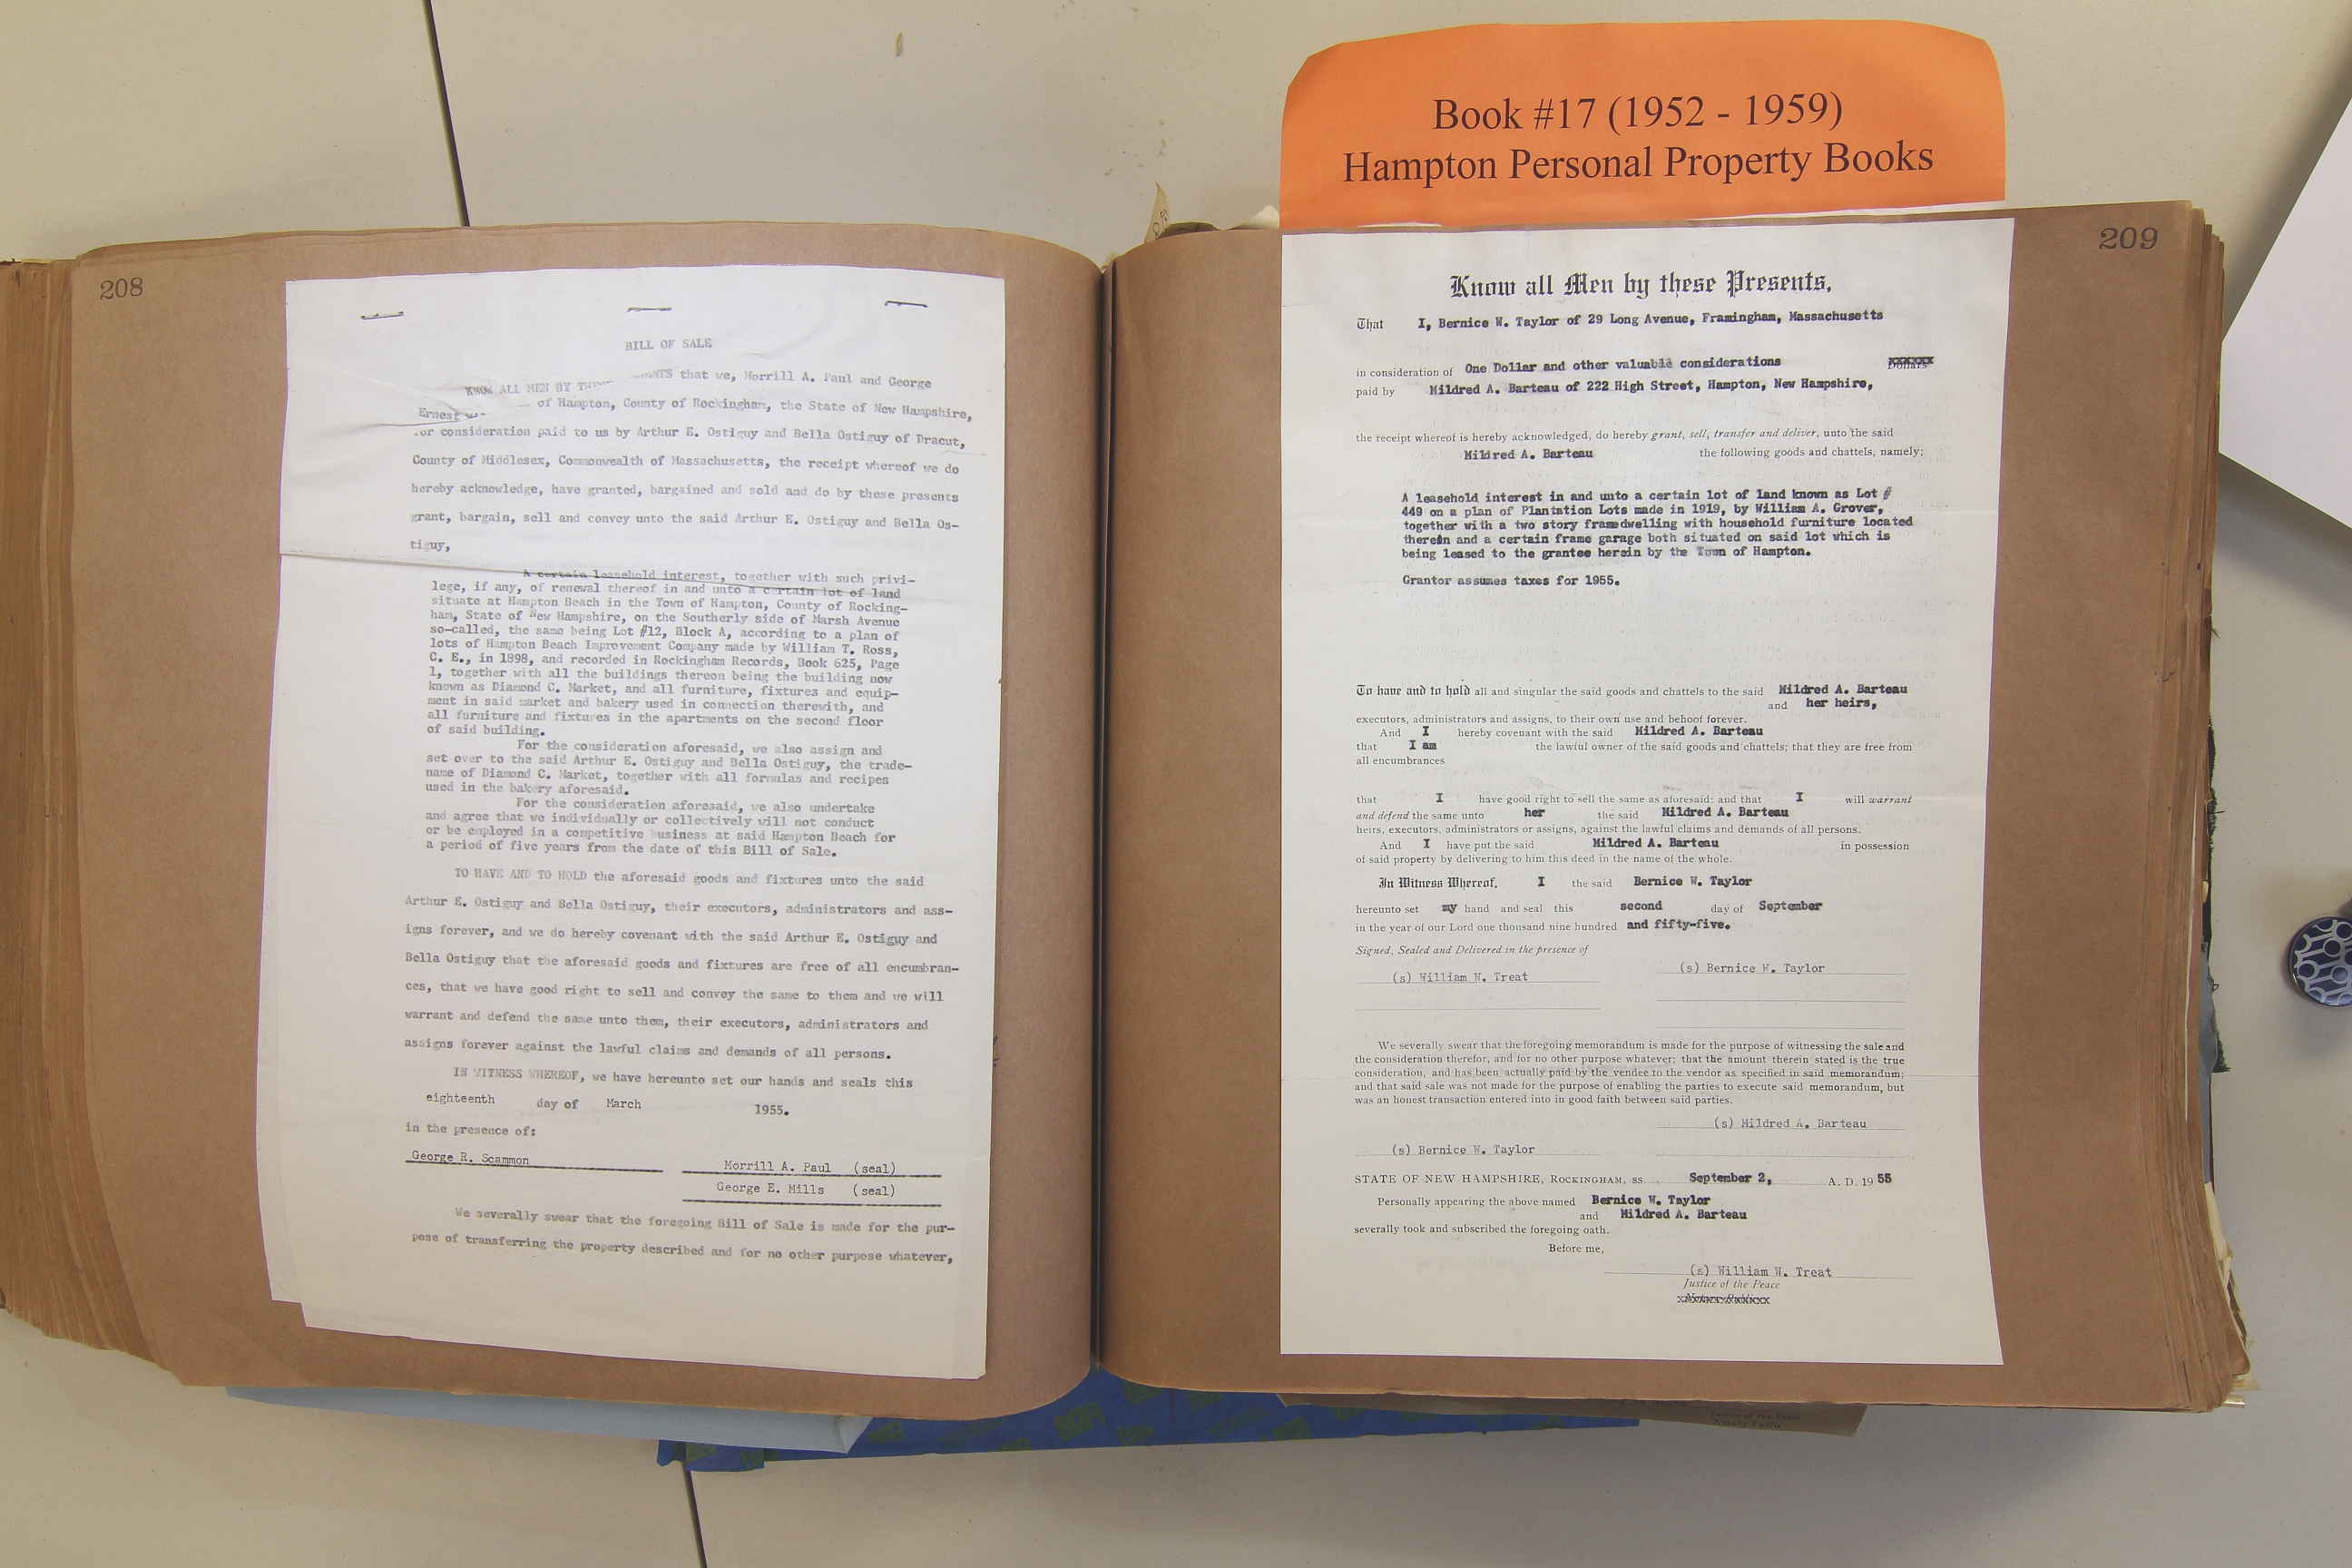 Book #17 (1952 - 1959)
Hampton Personal Property Books
208
BILL OF SALE
KNOW ALL MEN BY that we, Morrill A. Paul and George
Ernest of Hampton, County of Rockingham, the State of New Hampshire,
for consideration paid to us by Arthur E. Ostiguy and Bella Ostiguy of Dracut,
County of Middlesex, Commonwealth of Massachusetts, the receipt whereof we do
hereby acknowledge, have granted, bargained and sold and do by these presents
grant, bargain, sell and convey unto the said Arthur E. Ostiguy and Bella Os-
tiguy,
A certain leasehold interest, together with such privi-
lege, if any, of renewal thereof in and unto a certain lot of land
situate at Hampton Beach in the Town of Hampton, County of Rocking-
ham, State of New Hampshire, on the Southerly side of Marsh Avenue
so-called, the same being Lot #12, Block A, according to a plan of
lots of Hampton Beach Improvement Company made by William T. Ross,
C. E., in 1898, and recorded in Rockingham Records, Book 625, Page
1, together with all the buildings thereon being the building now
known as Diamond C. Market, and all furniture, fixtures and equip-
ment in said market and bakery used in connection therewith, and
all furniture and fixtures in the apartments on the second floor
of said building.
For the consideration aforesaid, we also assign and
set over to the said Arthur E. Ostiguy and Bella Ostiguy, the trade-
name of Diamond C. Market, together with all formulas and recipes
used in the bakery aforesaid.
For the consideration aforesaid, we also undertake
and agree that we individually or collectively will not conduct
or be employed in a competitive business at said Hampton Beach for
a period of five years from the date of this Bill of Sale.
TO HAVE AND TO HOLD the aforesaid goods and fixtures unto the said
Arthur E. Ostiguy and Bella Ostiguy, their executors, administrators and ass-
igns forever, and we do hereby covenant with the said Arthur E. Ostiguy and
Bella Ostiguy that the aforesaid goods and fixtures are free of all encumbran-
ces, that we have good right to sell and convey the same to them and we will
warrant and defend the same unto them, their executors, administrators and
assigns forever against the lawful claims and demands of all persons.
IN WITNESS WHEREOF, we have hereunto set our hands and seals this
eighteenth day of March 1955.
in the presence of:
George R. Scammon
Morrill A. Paul (seal)
George E. Mills (seal)
We severally swear that the foregoing Bill of Sale is made for the pur-
pose of transferring the property described and for no other purpose whatever,
209
Know all Men by these Presents,
That I, Bernice W. Taylor of 29 Long Avenue, Framingham, Massachusetts
in consideration of One Dollar and other valuable considerations Dollars
paid by Mildred A. Barteau of 222 High Street, Hampton, New Hampshire,
the receipt whereof is hereby acknowledged, do hereby grant, sell, transfer and deliver, unto the said
Mildred A. Barteau the following goods and chattels, namely;
A leasehold interest in and unto a certain lot of land known as Lot #
449 on a plan of Plantation Lots made in 1919, by William A. Grover,
together with a two story framedwelling with household furniture located
therein and a certain frame garage both situated on said lot which is
being leased to the grantee herein by the Town of Hampton.
Grantor assumes taxes for 1955.
To have and to hold all and singular the said goods and chattels to the said Mildred A. Barteau
and her heirs,
executors, administrators and assigns, to their own use and behoof forever.
And I hereby covenant with the said Mildred A. Barteau
that I am the lawful owner of the said goods and chattels; that they are free from
all encumbrances
that I have good right to sell the same as aforesaid: and that I will warrant
and defend the same unto her the said Mildred A. Barteau
heirs, executors, administrators or assigns, against the lawful claims and demands of all persons.
And I have put the said Mildred A. Barteau in possession
of said property by delivering to him this deed in the name of the whole.
In Witness Whereof, I the said Bernice W. Taylor
hereunto set my hand and seal this second day of September
in the year of our Lord one thousand nine hundred and fifty-five.
Signed, Sealed and Delivered in the presence of
(s) William W. Treat (s) Bernice W. Taylor
We severally swear that the foregoing memorandum is made for the purpose of witnessing the sale and
the consideration therefor, and for no other purpose whatever; that the amount therein stated is the true
consideration, and has been actually paid by the vendee to the vendor as specified in said memorandum;
and that said sale was not made for the purpose of enabling the parties to execute said memorandum, but
was an honest transaction entered into in good faith between said parties.
(s) Mildred A. Barteau
(s) Bernice W. Taylor
STATE OF NEW HAMPSHIRE, ROCKINGHAM, SS. September 2, A. D. 19 55
Personally appearing the above named Bernice W. Taylor
and Mildred A. Barteau
severally took and subscribed the foregoing oath.
Before me,
(s) William W. Treat
Justice of the Peace
Justice of the Peace
Notary Public